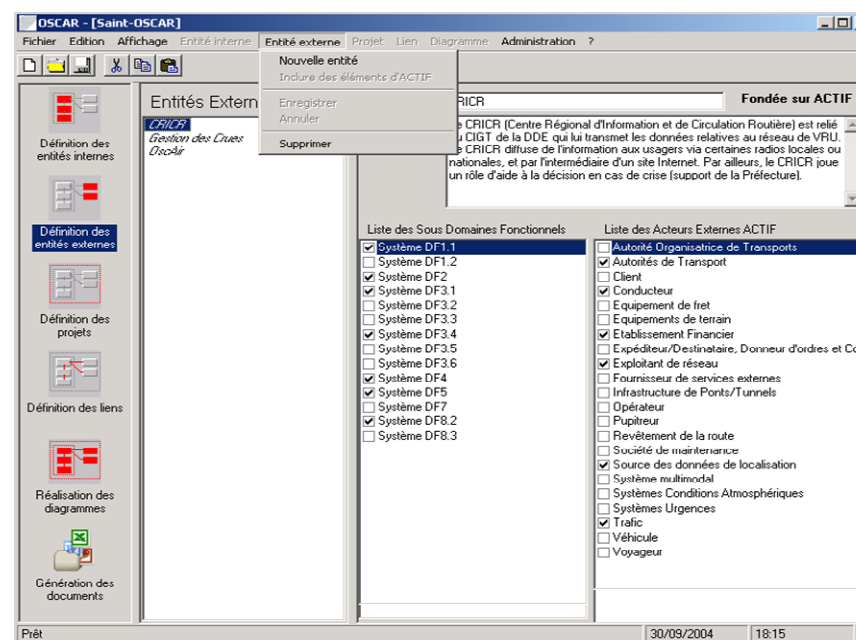 OSCAR - [Saint-OSCAR]
Fichier Edition Affichage Entité interne Entité externe Projet Lien Diagramme Administration ?
Nouvelle entité
Inclure des éléments d'ACTIF
Enregistrer
Annuler
Supprimer
Définition des
entités internes
Définition des
entités externes
Définition des
projets
Définition des liens
Réalisation des
diagrammes
Génération des
documents
Entités Extern
CRICR
Gestion des Crues
OscAir
CRICR
Fondée sur ACTIF
e CRICR (Centre Régional d'Information et de Circulation Routière) est relié
u CIGT de la DDE qui lui transmet les données relatives au réseau de VRU.
e CRICR diffuse de l'information aux usagers via certaines radios locales ou
nationales, et par l'intermédiaire d'un site Internet. Par ailleurs, le CRICR joue
un rôle d'aide à la décision en cas de crise (support de la Préfecture).
Liste des Sous Domaines Fonctionnels
Système DF1.1
Système DF1.2
Système DF2
Système DF3.1
Système DF3.2
Système DF3.3
Système DF3.4
Système DF3.5
Système DF3.6
Système DF4
Système DF5
Système DF7
Système DF8.2
Système DF8.3
Liste des Acteurs Externes ACTIF
Autorité Organisatrice de Transports
Autorités de Transport
Client
Conducteur
Equipement de fret
Equipements de terrain
Etablissement Financier
Expéditeur/Destinataire, Donneur d'ordres et Co
Exploitant de réseau
Fournisseur de services externes
Infrastructure de Ponts/Tunnels
Opérateur
Pupitreur
Revêtement de la route
Société de maintenance
Source des données de localisation
Système multimodal
Systèmes Conditions Atmosphériques
Systèmes Urgences
Trafic
Véhicule
Voyageur
Prêt
30/09/2004
18:15